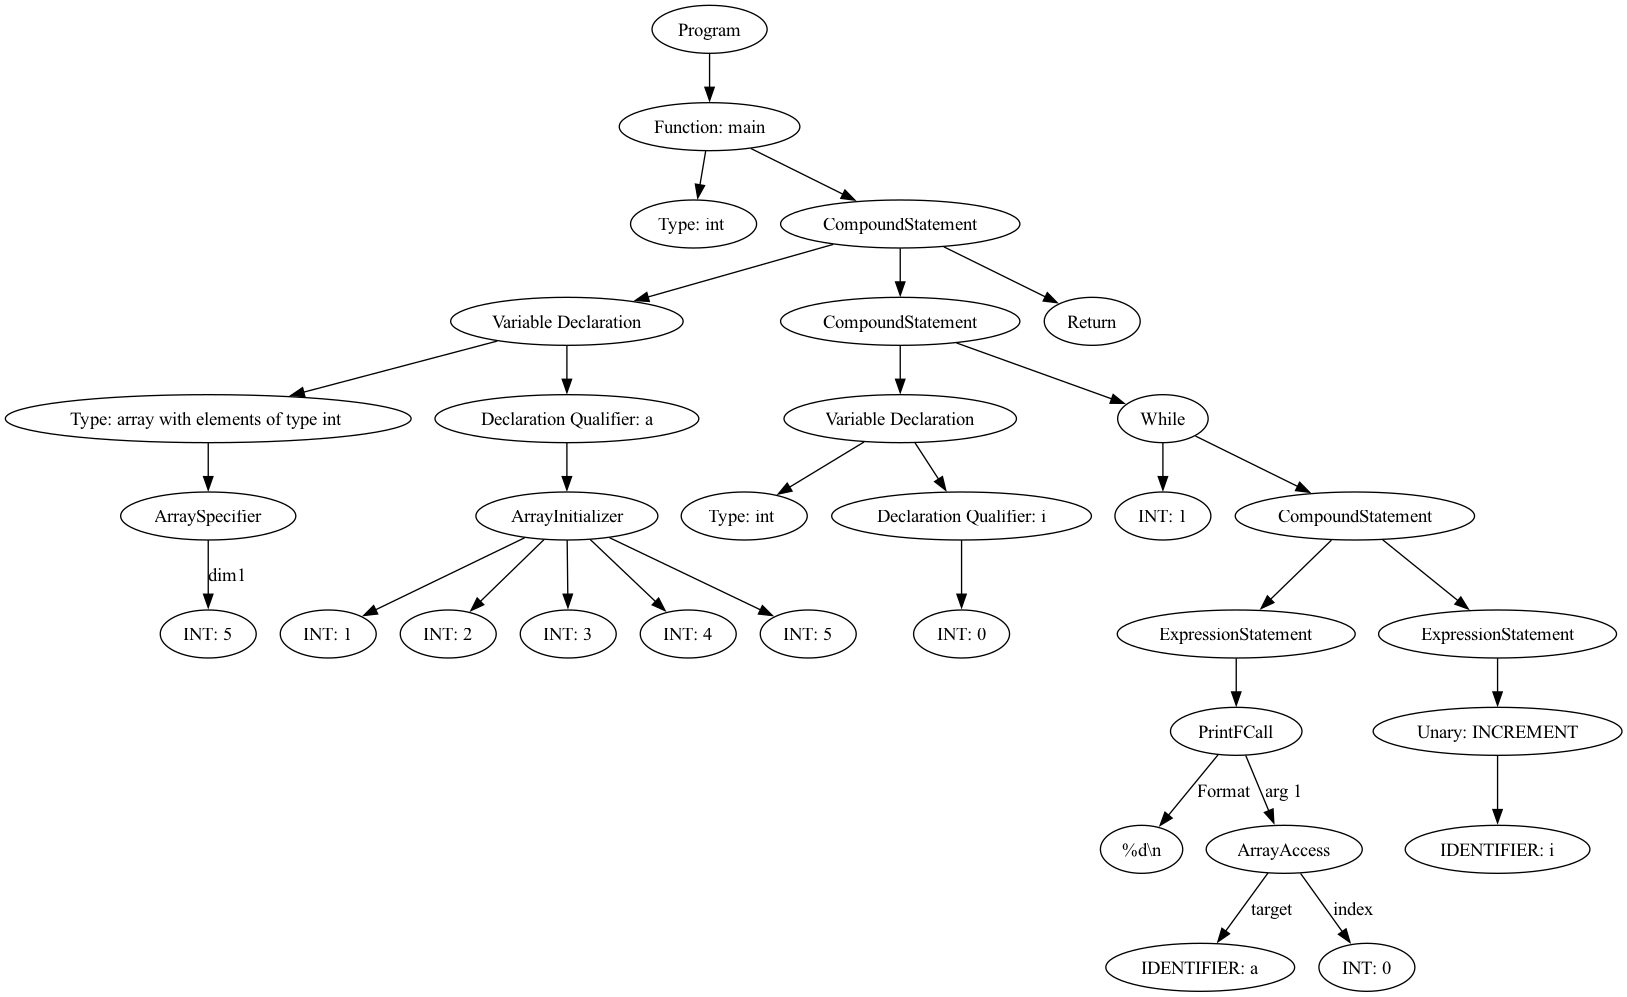 Program
Function: main
Type: int
CompoundStatement
Variable Declaration
CompoundStatement
Return
Type: array with elements of type int
Declaration Qualifier: a
Variable Declaration
While
ArraySpecifier
ArrayInitializer
Type: int
Declaration Qualifier: i
INT: 1
CompoundStatement
dim1
INT: 5
INT: 1
INT: 2
INT: 3
INT: 4
INT: 5
INT: 0
ExpressionStatement
ExpressionStatement
PrintFCall
Unary: INCREMENT
Format
arg 1
%d\n
ArrayAccess
IDENTIFIER: i
target
index
IDENTIFIER: a
INT: 0